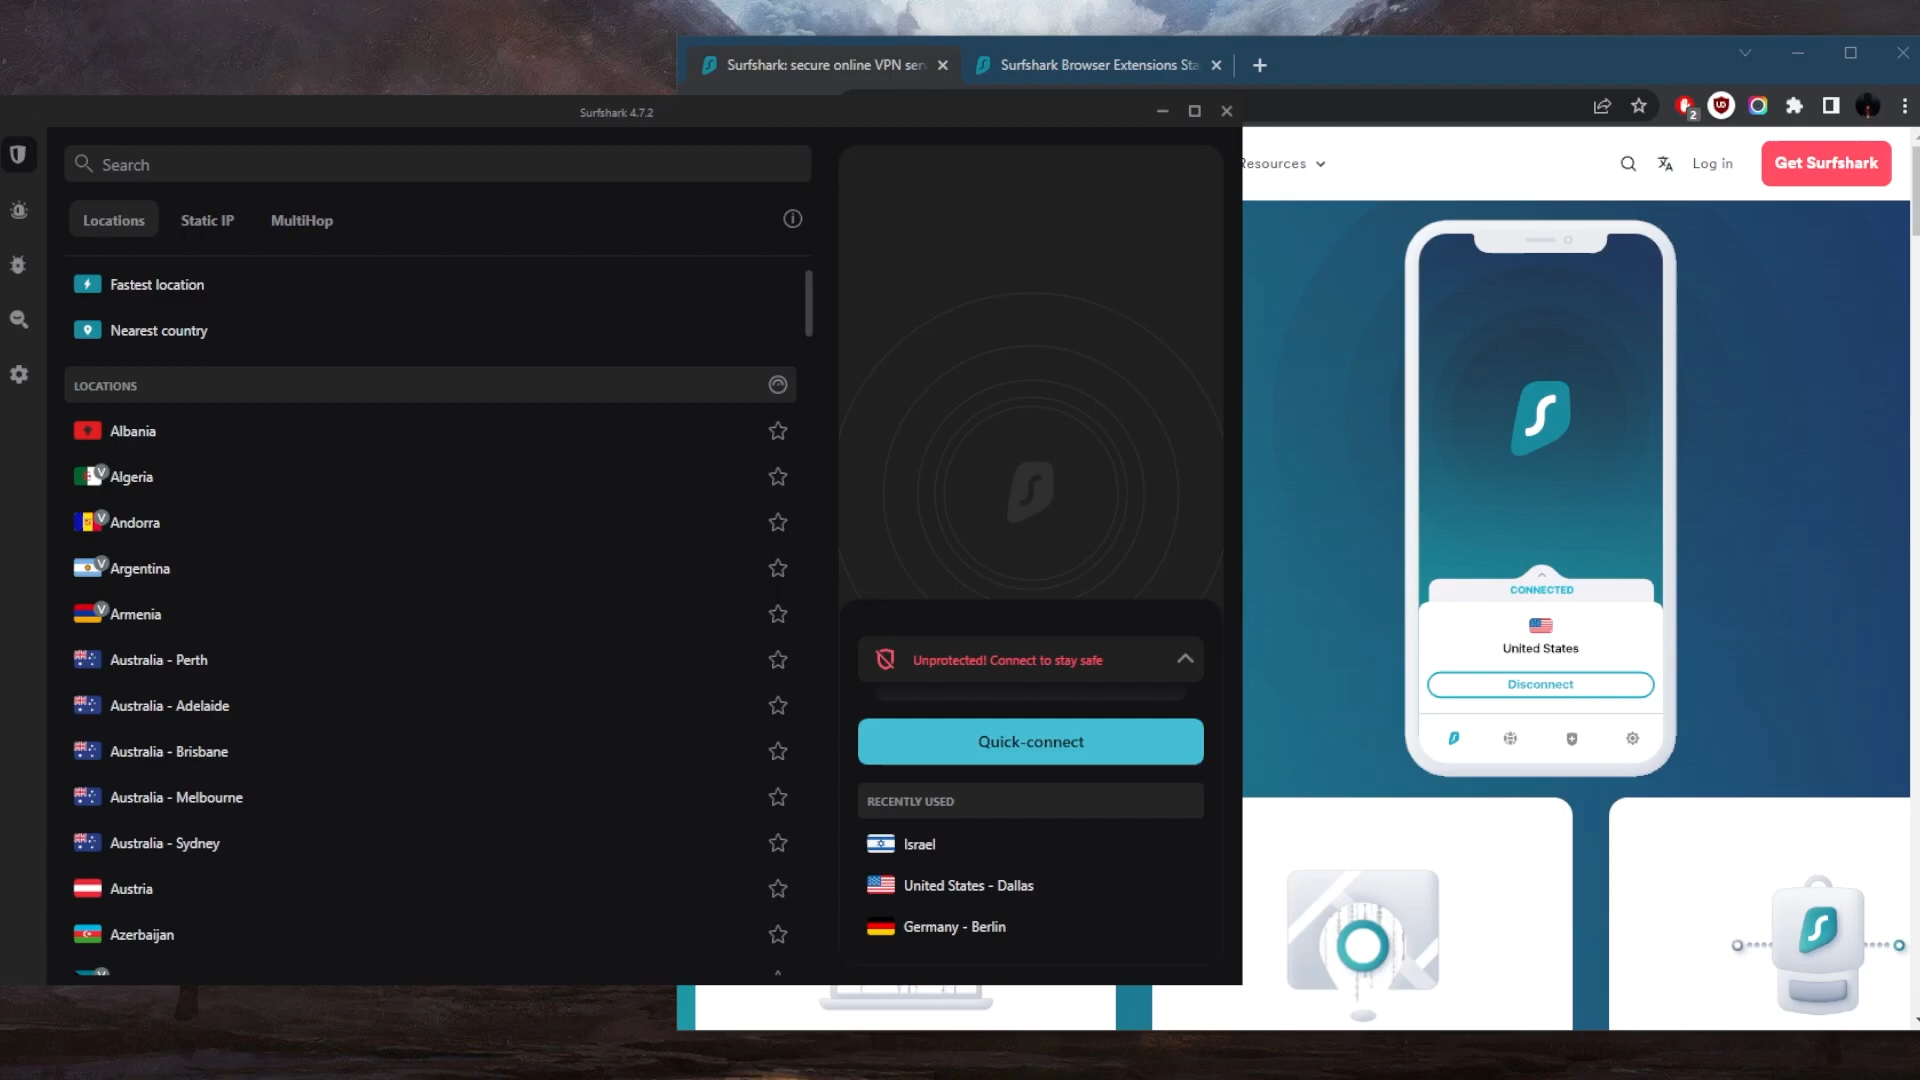 Surfshark: secure online VPN ser
Surfshark Browser Extensions Sta
Surfshark 4.7.2
2
Search
Resources
Log in
Get Surfshark
Locations
Static IP
MultiHop
Fastest location
Nearest country
LOCATIONS
Albania
V
Algeria
V
Andorra
V
Argentina
V
Armenia
Australia - Perth
Australia - Adelaide
Australia - Brisbane
Australia - Melbourne
Australia - Sydney
Austria
Azerbaijan
Unprotected! Connect to stay safe
Quick-connect
RECENTLY USED
Israel
United States - Dallas
Germany - Berlin
CONNECTED
United States
Disconnect